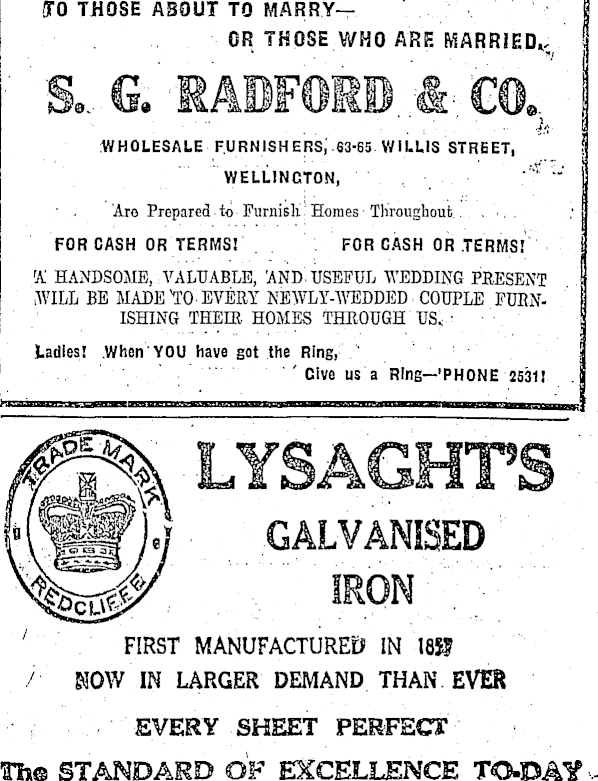 TO THOSE ABOUT TO MARRY—
OR THOSE WHO ARE MARRIED.
S. G. RADFORD & CO.
WHOLESALE FURNISHERS, 63-65 WILLIS STREET,
WELLINGTON,
Are Prepared to Furnish Homes Throughout
FOR CASH OR TERMS! FOR CASH OR TERMS!
A HANDSOME, VALUABLE, AND USEFUL WEDDING PRESENT
WILL BE MADE TO EVERY NEWLY-WEDDED COUPLE FURN-
ISHING THEIR HOMES THROUGH US.
Ladies! When YOU have got the Ring,
Give us a Ring—'PHONE 2531!
TRADE MARK
REDCLIFFE
LYSAGHT'S
GALVANISED
IRON
FIRST MANUFACTURED IN 1857
NOW IN LARGER DEMAND THAN EVER
EVERY SHEET PERFECT
The STANDARD OF EXCELLENCE TO-DAY